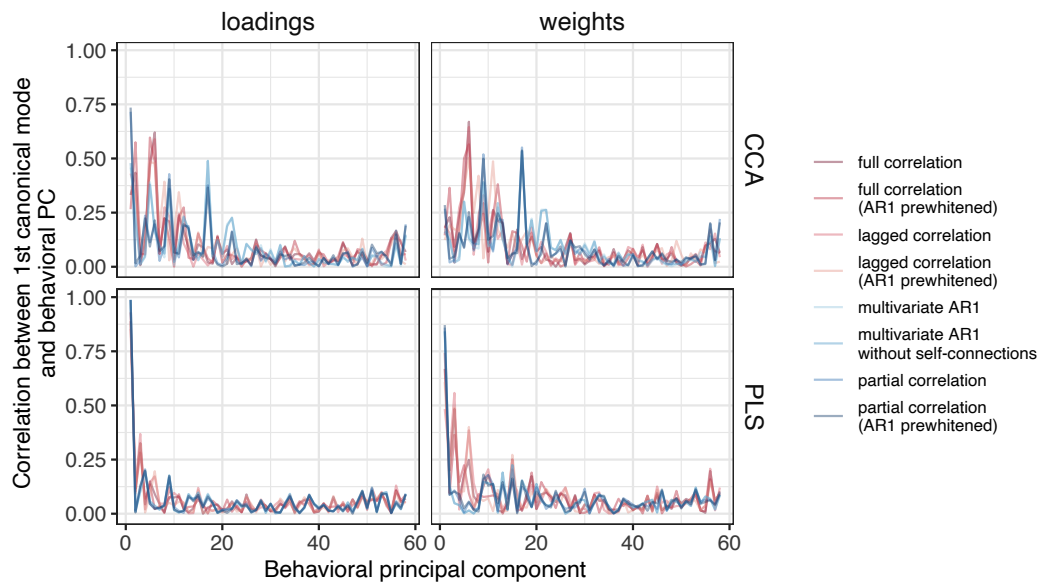 loadings
weights
Correlation between 1st canonical mode
and behavioral PC
1.00
0.75
0.50
0.25
0.00
CCA
1.00
0.75
0.50
0.25
0.00
PLS
0
20
40
60
0
20
40
60
Behavioral principal component
full correlation
full correlation
(AR1 prewhitened)
lagged correlation
lagged correlation
(AR1 prewhitened)
multivariate AR1
multivariate AR1
without self-connections
partial correlation
partial correlation
(AR1 prewhitened)